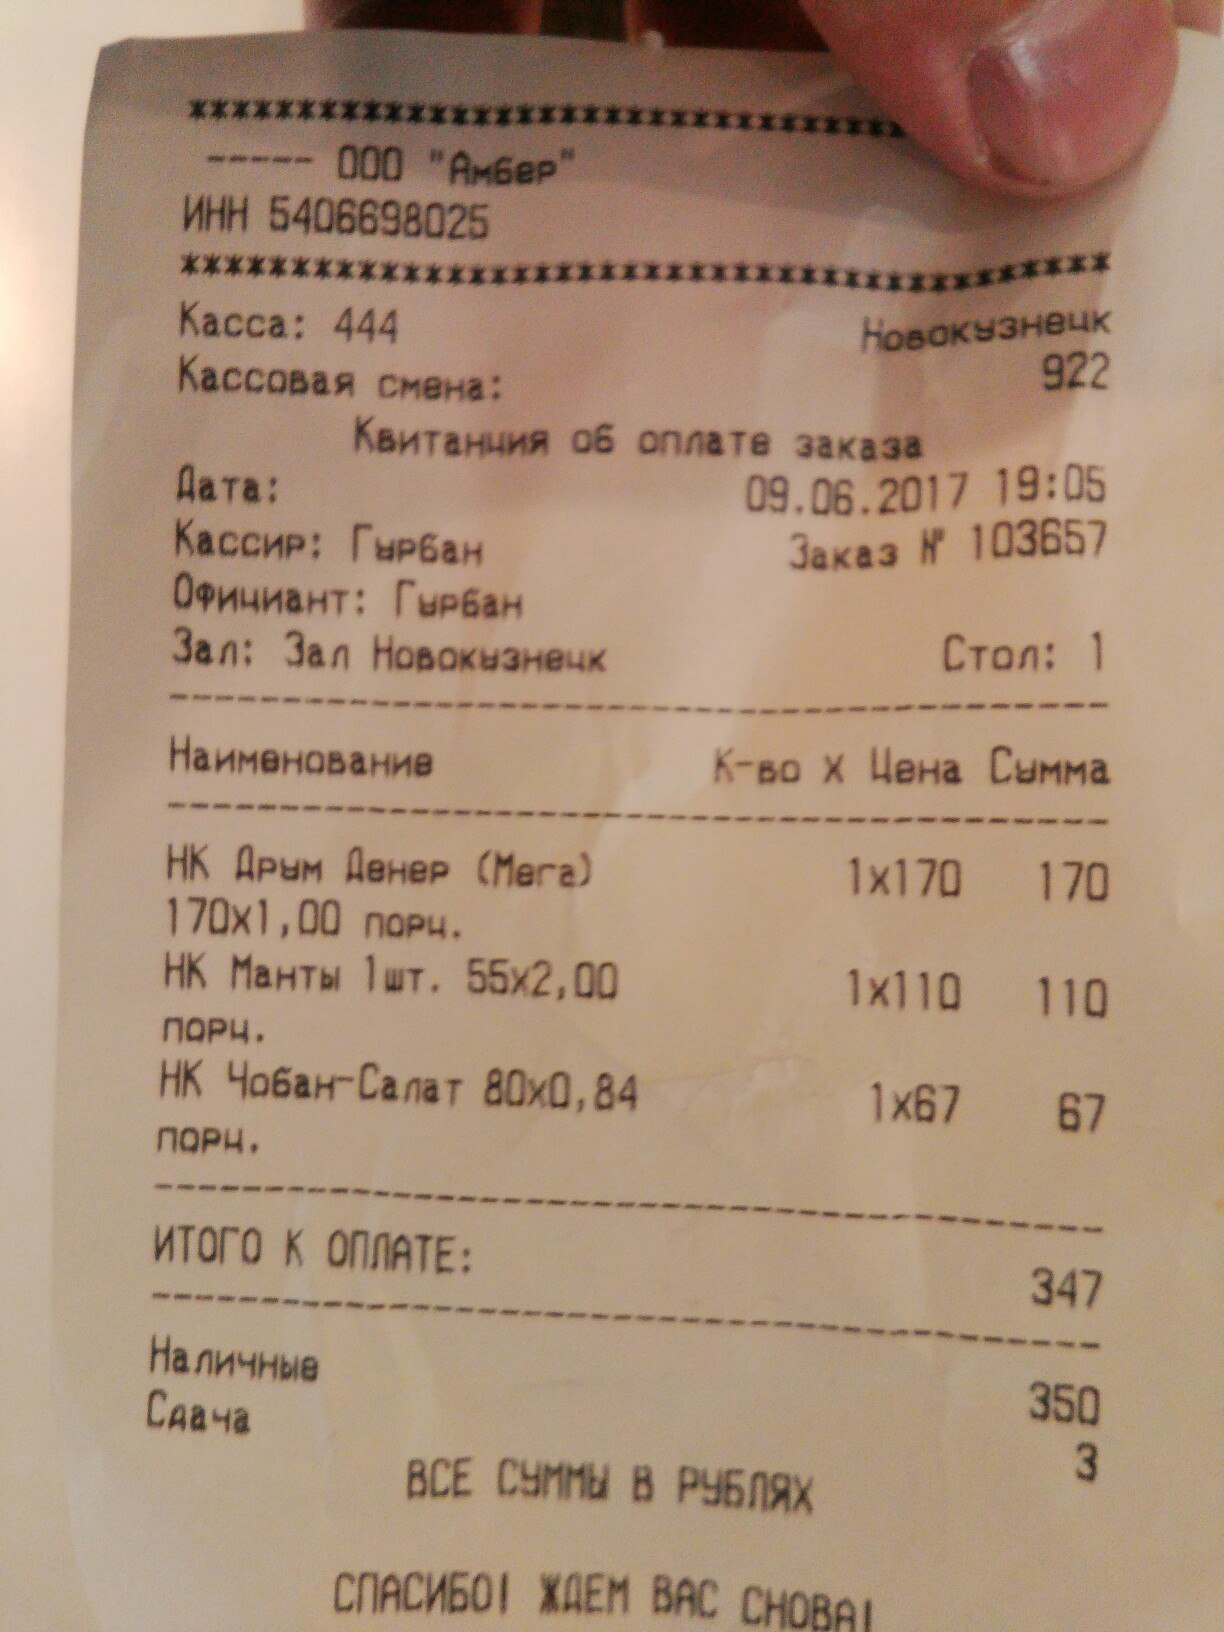 ****************************************
----- ООО "Амбер"
ИНН 5406698025
****************************************
Касса: 444 Новокузнецк
Кассовая смена: 922
Квитанция об оплате заказа
Дата: 09.06.2017 19:05
Кассир: Гурбан Заказ № 103657
Официант: Гурбан
Зал: Зал Новокузнецк Стол: 1
----------------------------------------
Наименование К-во х Цена Сумма
----------------------------------------
НК Друм Денер (Мега) 1х170 170
170х1,00 порц.
НК Манты 1шт. 55х2,00 1х110 110
порц.
НК Чобан-Салат 80х0,84 1х67 67
порц.
----------------------------------------
ИТОГО К ОПЛАТЕ: 347
----------------------------------------
Наличные 350
Сдача 3
ВСЕ СУММЫ В РУБЛЯХ
СПАСИБО! ЖДЕМ ВАС СНОВА!